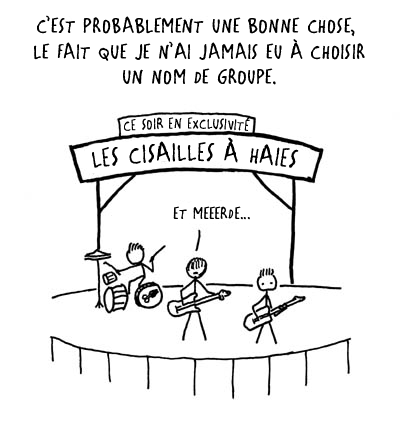 C'EST PROBABLEMENT UNE BONNE CHOSE,
LE FAIT QUE JE N'AI JAMAIS EU À CHOISIR
UN NOM DE GROUPE.
CE SOIR EN EXCLUSIVITÉ
LES CISAILLES À HAIES
ET MEEERDE...